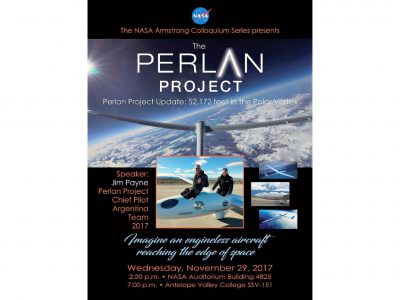 NASA
The NASA Armstrong Colloquium Series presents
The
PERLAN
PROJECT
Perlan Project Update: 52,172 feet in the Polar Vortex
Speaker:
Jim Payne
Perlan Project
Chief Pilot
Argentina
Team
2017
Imagine an engineless aircraft
reaching the edge of space
Wednesday, November 29, 2017
2:00 p.m. • NASA Auditorium Building 4825
7:00 p.m. • Antelope Valley College SSV-151